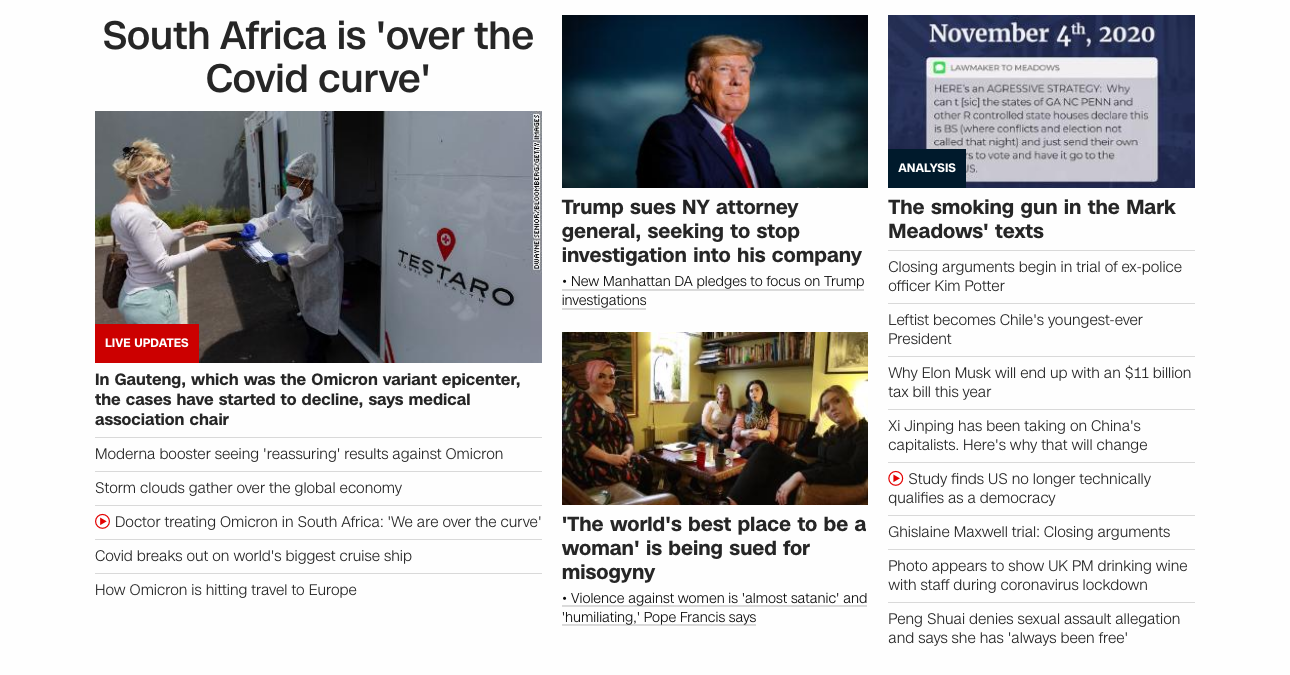 South Africa is 'over the
Covid curve'
DWAYNE SENIOR/BLOOMBERG/GETTY IMAGES
TESTARO
MOBILE HEALTH
LIVE UPDATES
In Gauteng, which was the Omicron variant epicenter,
the cases have started to decline, says medical
association chair
Moderna booster seeing 'reassuring' results against Omicron
Storm clouds gather over the global economy
Doctor treating Omicron in South Africa: 'We are over the curve'
Covid breaks out on world's biggest cruise ship
How Omicron is hitting travel to Europe
Trump sues NY attorney
general, seeking to stop
investigation into his company
• New Manhattan DA pledges to focus on Trump
investigations
'The world's best place to be a
woman' is being sued for
misogyny
• Violence against women is 'almost satanic' and
'humiliating,' Pope Francis says
November 4th, 2020
LAWMAKER TO MEADOWS
HERE's an AGRESSIVE STRATEGY: Why
can t [sic] the states of GA NC PENN and
other R controlled state houses declare this
is BS (where conflicts and election not
called that night) and just send their own
rs to vote and have it go to the
US.
ANALYSIS
The smoking gun in the Mark
Meadows' texts
Closing arguments begin in trial of ex-police
officer Kim Potter
Leftist becomes Chile's youngest-ever
President
Why Elon Musk will end up with an $11 billion
tax bill this year
Xi Jinping has been taking on China's
capitalists. Here's why that will change
Study finds US no longer technically
qualifies as a democracy
Ghislaine Maxwell trial: Closing arguments
Photo appears to show UK PM drinking wine
with staff during coronavirus lockdown
Peng Shuai denies sexual assault allegation
and says she has 'always been free'